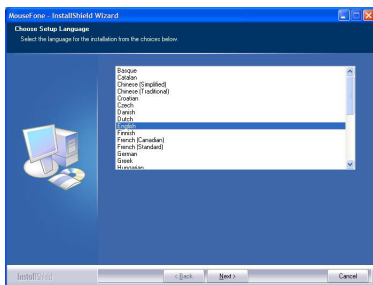 MouseFone - InstallShield Wizard
Choose Setup Language
Select the language for the installation from the choices below.
Basque
Catalan
Chinese (Simplified)
Chinese (Traditional)
Croatian
Czech
Danish
Dutch
English
Finnish
French (Canadian)
French (Standard)
German
Greek
Hungarian
InstallShield
< Back
Next >
Cancel